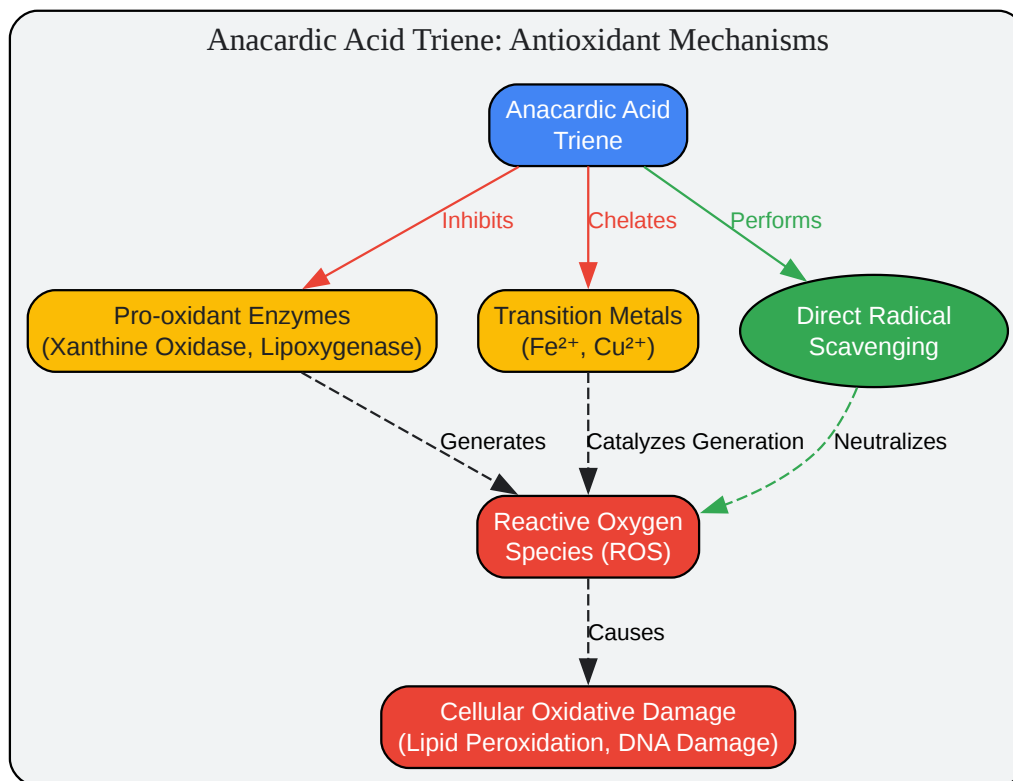 Anacardic Acid Triene: Antioxidant Mechanisms
Anacardic Acid
Triene
Inhibits
Chelates
Performs
Pro-oxidant Enzymes
(Xanthine Oxidase, Lipoxygenase)
Transition Metals
(Fe²⁺, Cu²⁺)
Direct Radical
Scavenging
Generates
Catalyzes Generation
Neutralizes
Reactive Oxygen
Species (ROS)
Causes
Cellular Oxidative Damage
(Lipid Peroxidation, DNA Damage)